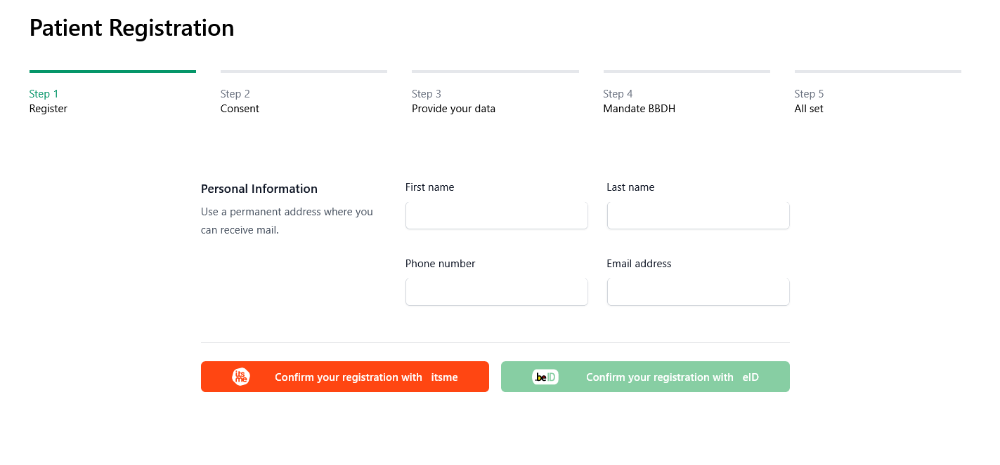 Patient Registration
Step 1
Register
Step 2
Consent
Step 3
Provide your data
Step 4
Mandate BBDH
Step 5
All set
Personal Information
Use a permanent address where you
can receive mail.
First name
Last name
Phone number
Email address
its
me
Confirm your registration with itsme
.beID
Confirm your registration with eID